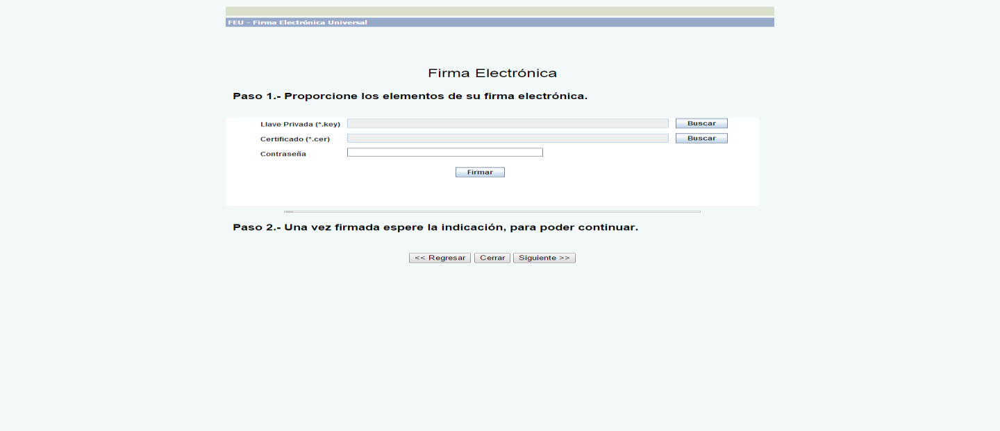 FEU - Firma Electrónica Universal
Firma Electrónica
Paso 1.- Proporcione los elementos de su firma electrónica.
Llave Privada (*.key) Buscar
Certificado (*.cer) Buscar
Contraseña
Firmar
Paso 2.- Una vez firmada espere la indicación, para poder continuar.
<< Regresar Cerrar Siguiente >>